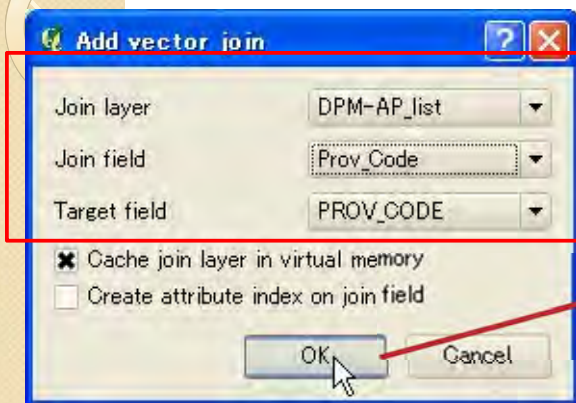 Add vector join
Join layer DPM-AP_list
Join field Prov_Code
Target field PROV_CODE
Cache join layer in virtual memory
Create attribute index on join field
OK Cancel